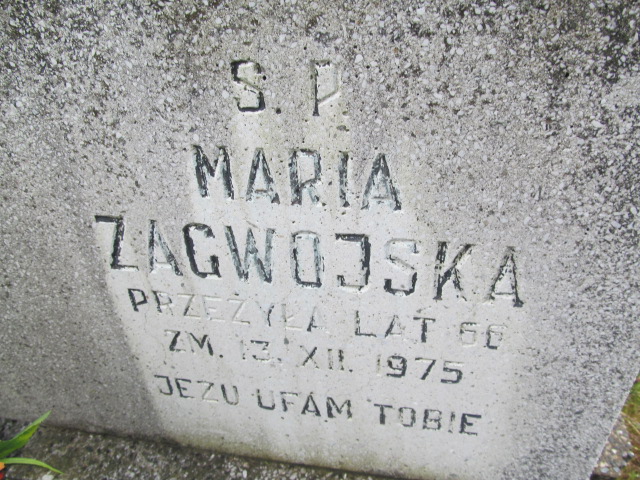 S. P.
MARIA
ZAGWOJSKA
PRZEŻYŁA LAT 66
ZM. 13. XII. 1975
JEZU UFAM TOBIE